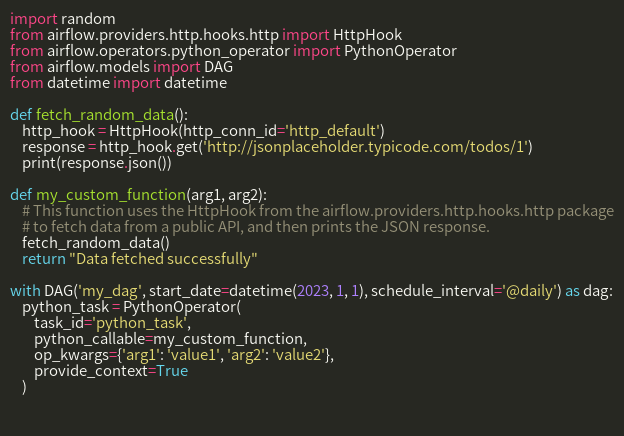 import random
from airflow.providers.http.hooks.http import HttpHook
from airflow.operators.python_operator import PythonOperator
from airflow.models import DAG
from datetime import datetime

def fetch_random_data():
   http_hook = HttpHook(http_conn_id='http_default')
   response = http_hook.get('http://jsonplaceholder.typicode.com/todos/1')
   print(response.json())

def my_custom_function(arg1, arg2):
   # This function uses the HttpHook from the airflow.providers.http.hooks.http package
   # to fetch data from a public API, and then prints the JSON response.
   fetch_random_data()
   return "Data fetched successfully"

with DAG('my_dag', start_date=datetime(2023, 1, 1), schedule_interval='@daily') as dag:
   python_task = PythonOperator(
      task_id='python_task',
      python_callable=my_custom_function,
      op_kwargs={'arg1': 'value1', 'arg2': 'value2'},
      provide_context=True
   )